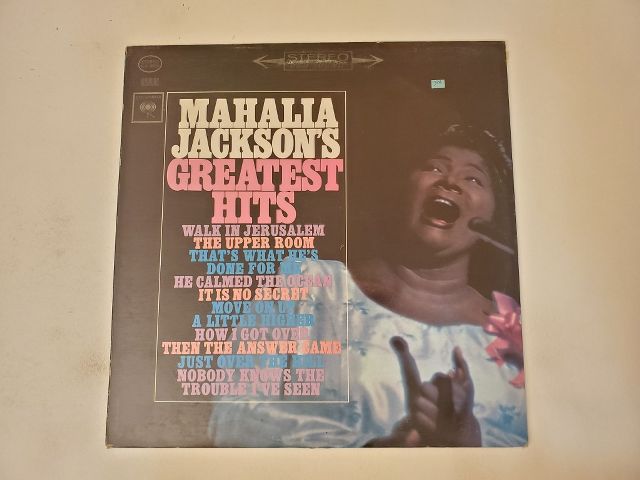 STEREO
MAHALIA
JACKSON'S
GREATEST
HITS
WALK IN JERUSALEM
THE UPPER ROOM
THAT'S WHAT HE'S
DONE FOR ME
HE CALMED THE OCEAN
IT IS NO SECRET
MOVE ON UP
A LITTLE HIGHER
HOW I GOT OVER
THEN THE ANSWER CAME
JUST OVER THE HILL
NOBODY KNOWS THE
TROUBLE I'VE SEEN